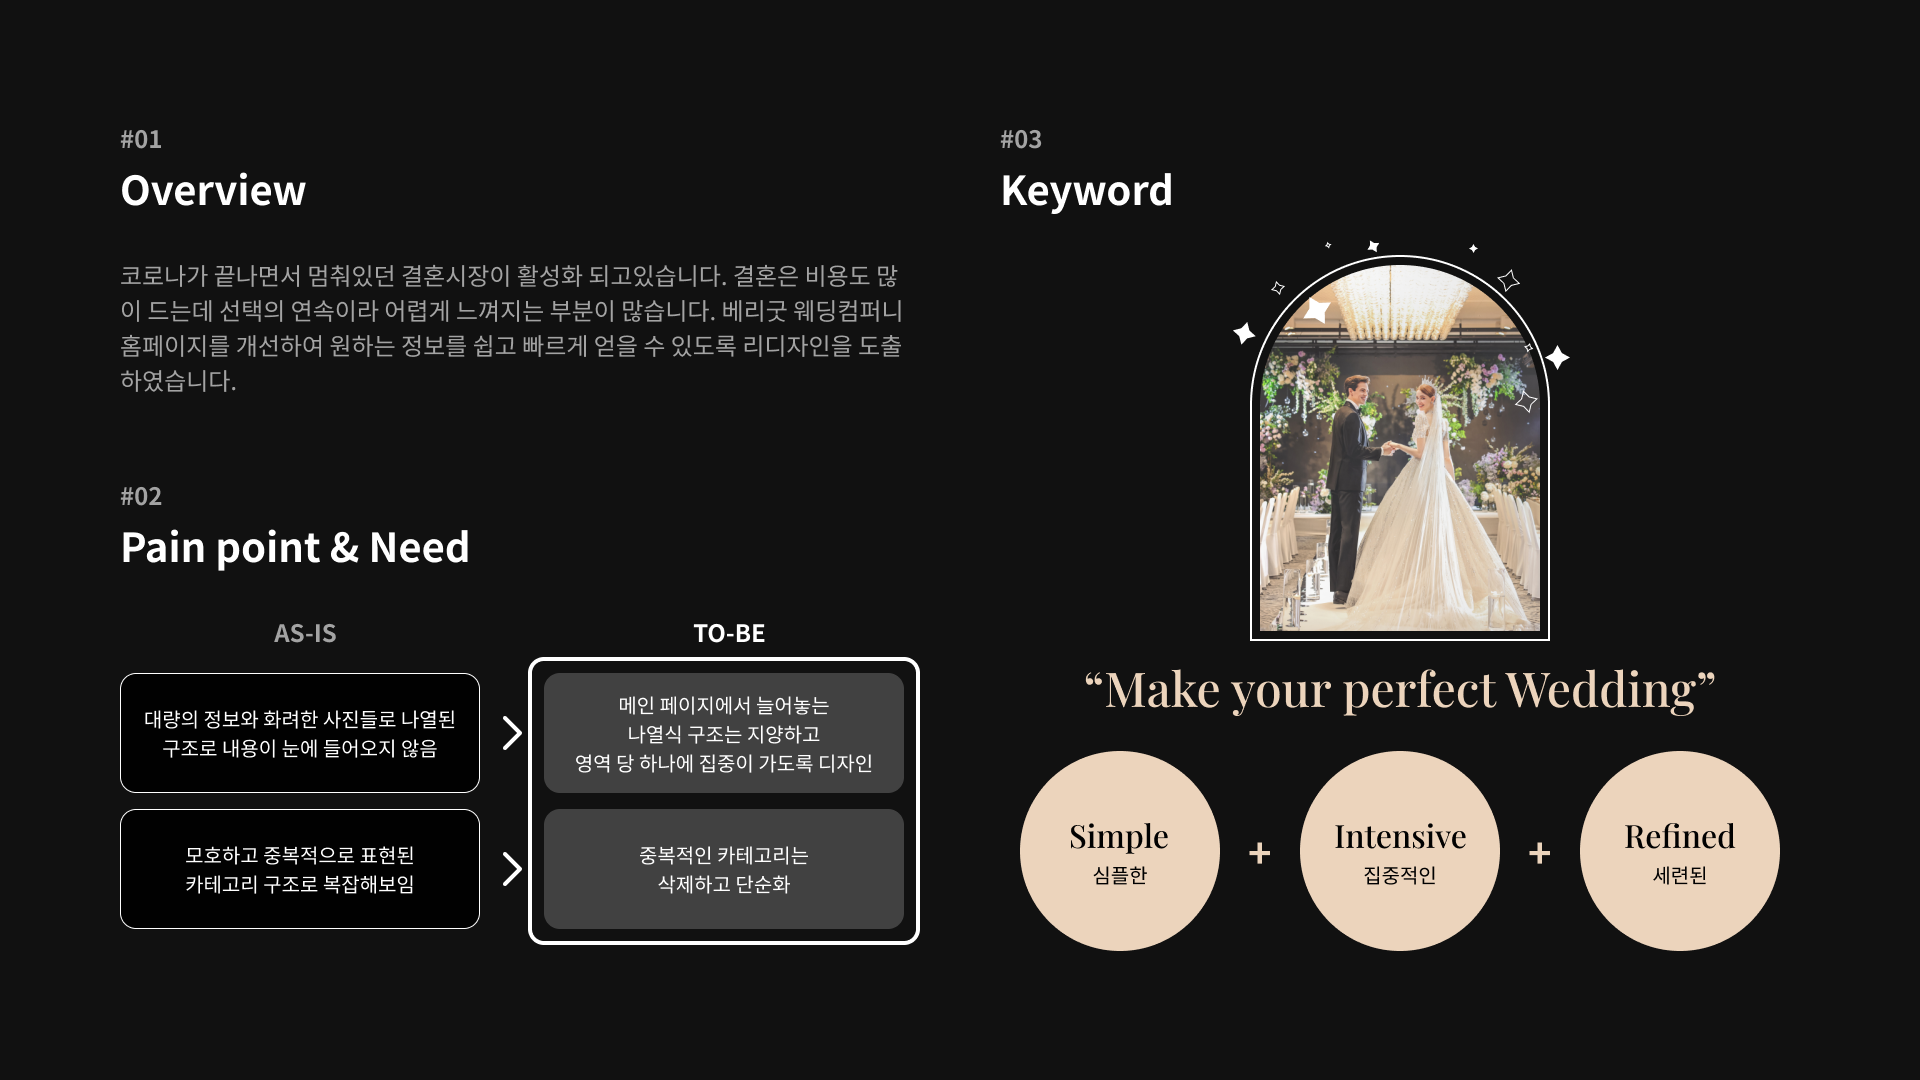 #01
Overview
코로나가 끝나면서 멈춰있던 결혼시장이 활성화 되고있습니다. 결혼은 비용도 많
이 드는데 선택의 연속이라 어렵게 느껴지는 부분이 많습니다. 베리굿 웨딩컴퍼니
홈페이지를 개선하여 원하는 정보를 쉽고 빠르게 얻을 수 있도록 리디자인을 도출
하였습니다.
#02
Pain point & Need
AS-IS
TO-BE
대량의 정보와 화려한 사진들로 나열된
구조로 내용이 눈에 들어오지 않음
메인 페이지에서 늘어놓는
나열식 구조는 지양하고
영역 당 하나에 집중이 가도록 디자인
모호하고 중복적으로 표현된
카테고리 구조로 복잡해보임
중복적인 카테고리는
삭제하고 단순화
#03
Keyword
“Make your perfect Wedding”
Simple
심플한
+
Intensive
집중적인
+
Refined
세련된